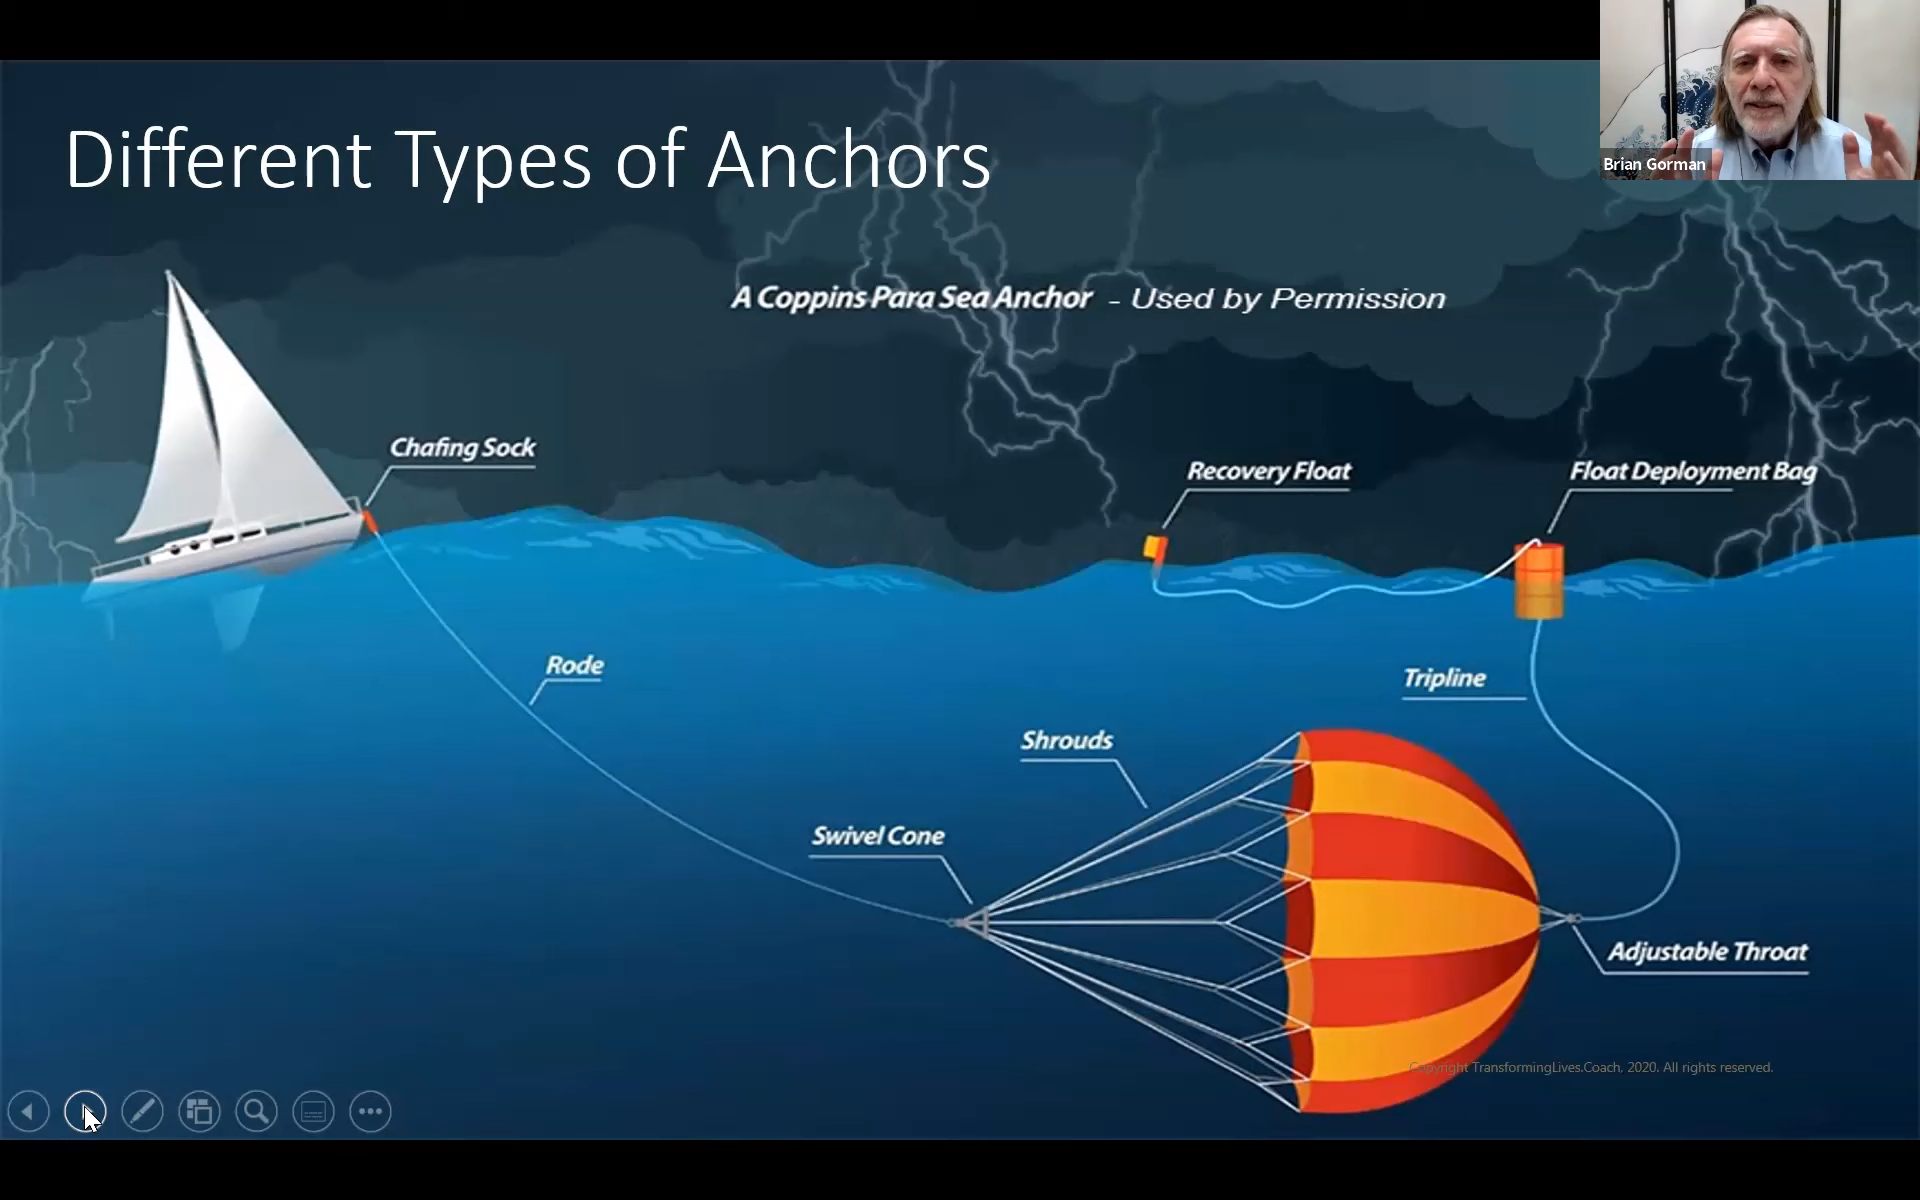 Different Types of Anchors
Brian Gorman
A Coppins Para Sea Anchor - Used by Permission
Chafing Sock
Recovery Float
Float Deployment Bag
Rode
Tripline
Shrouds
Swivel Cone
Adjustable Throat
Copyright TransformingLives.Coach, 2020. All rights reserved.